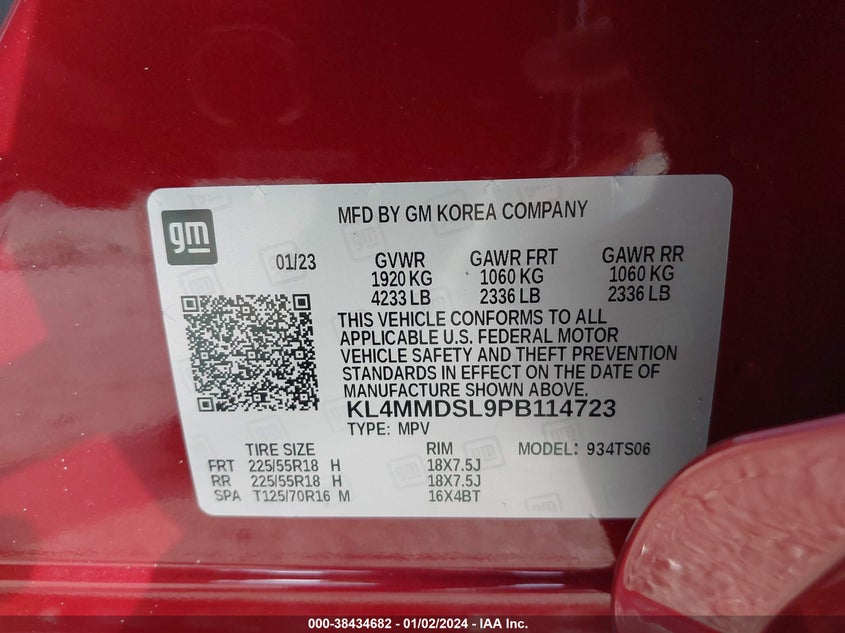 gm
MFD BY GM KOREA COMPANY
01/23
GVWR GAWR FRT GAWR RR
1920 KG 1060 KG 1060 KG
4233 LB 2336 LB 2336 LB
THIS VEHICLE CONFORMS TO ALL
APPLICABLE U.S. FEDERAL MOTOR
VEHICLE SAFETY AND THEFT PREVENTION
STANDARDS IN EFFECT ON THE DATE OF
MANUFACTURE SHOWN ABOVE.
KL4MMDSL9PB114723
TYPE: MPV
TIRE SIZE RIM MODEL: 934TS06
FRT 225/55R18 H 18X7.5J
RR 225/55R18 H 18X7.5J
SPA T125/70R16 M 16X4BT
000-38434682 - 01/02/2024 - IAA Inc.